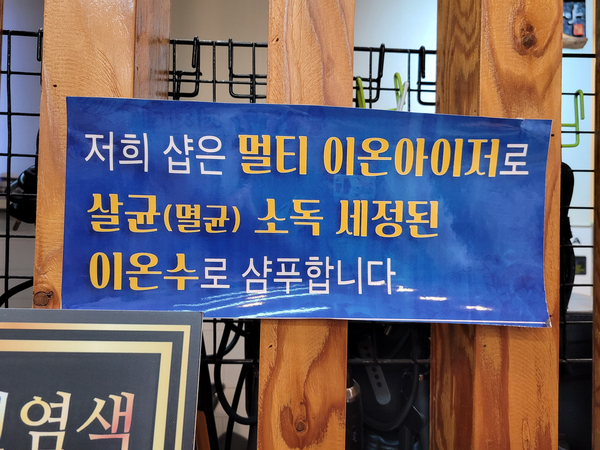 저희 샵은 멀티 이온아이저로
살균(멸균) 소독 세정된
이온수로 샴푸합니다.
염색